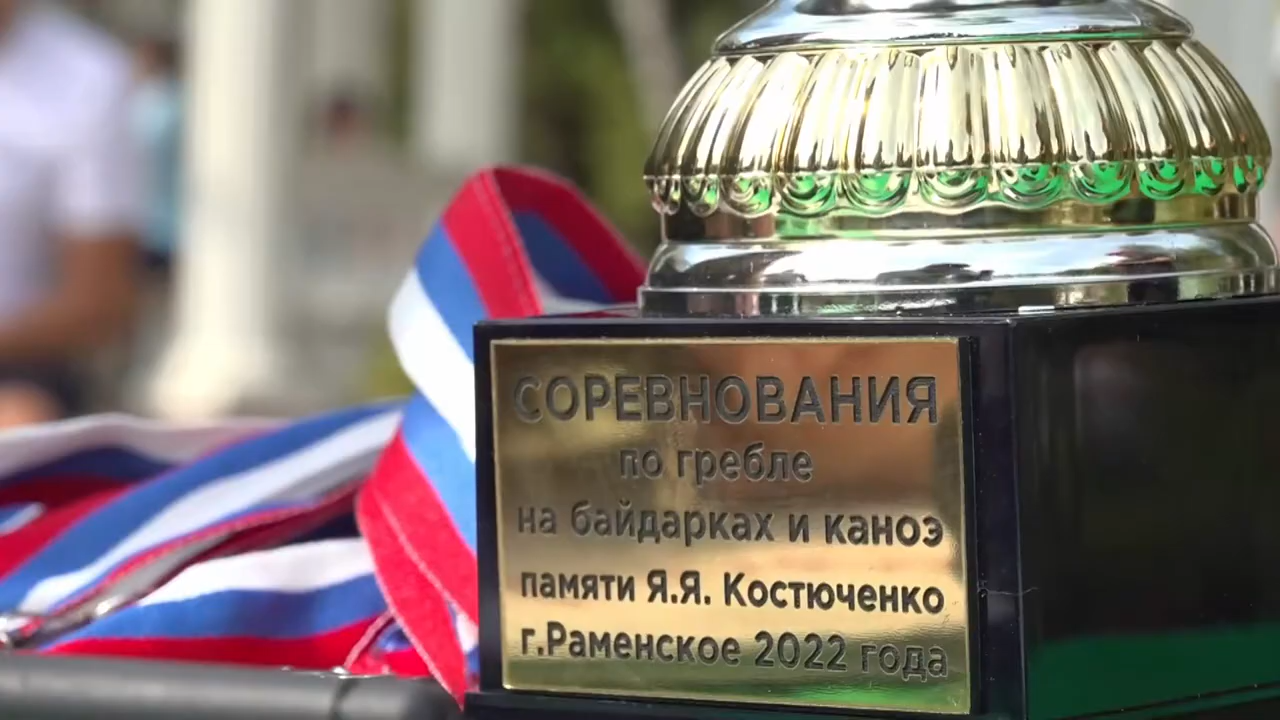 СОРЕВНОВАНИЯ
по гребле
на байдарках и каноэ
памяти Я.Я. Костюченко
г.Раменское 2022 года